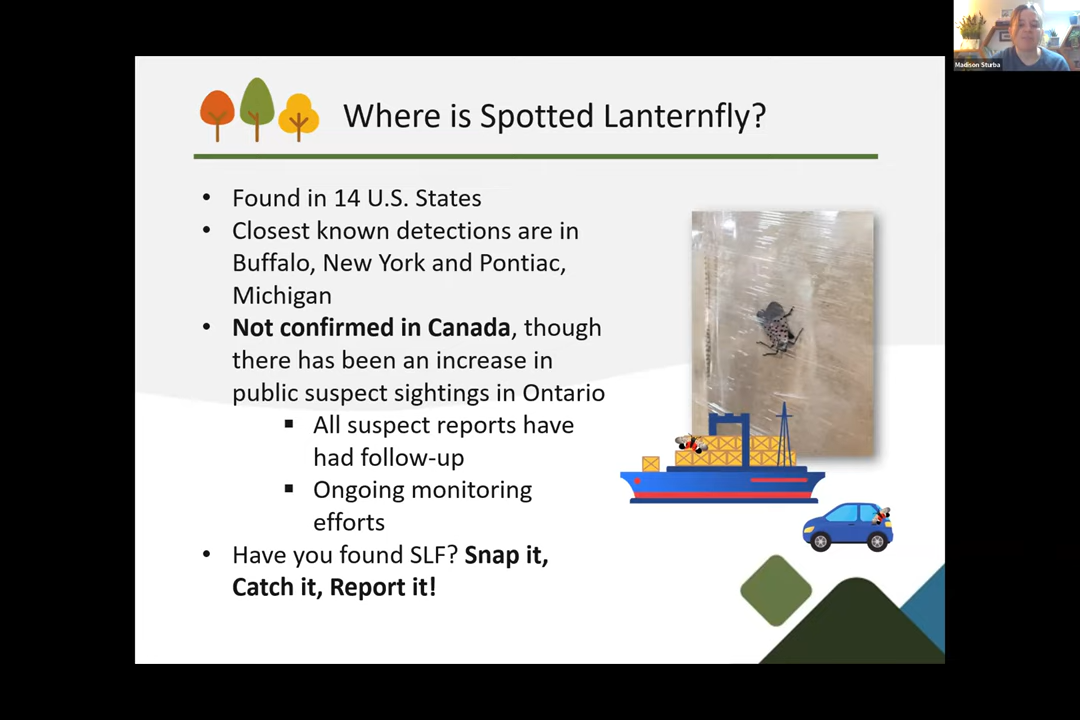 Madison Sturba
Where is Spotted Lanternfly?
• Found in 14 U.S. States
• Closest known detections are in
Buffalo, New York and Pontiac,
Michigan
• Not confirmed in Canada, though
there has been an increase in
public suspect sightings in Ontario
▪ All suspect reports have
had follow-up
▪ Ongoing monitoring
efforts
• Have you found SLF? Snap it,
Catch it, Report it!